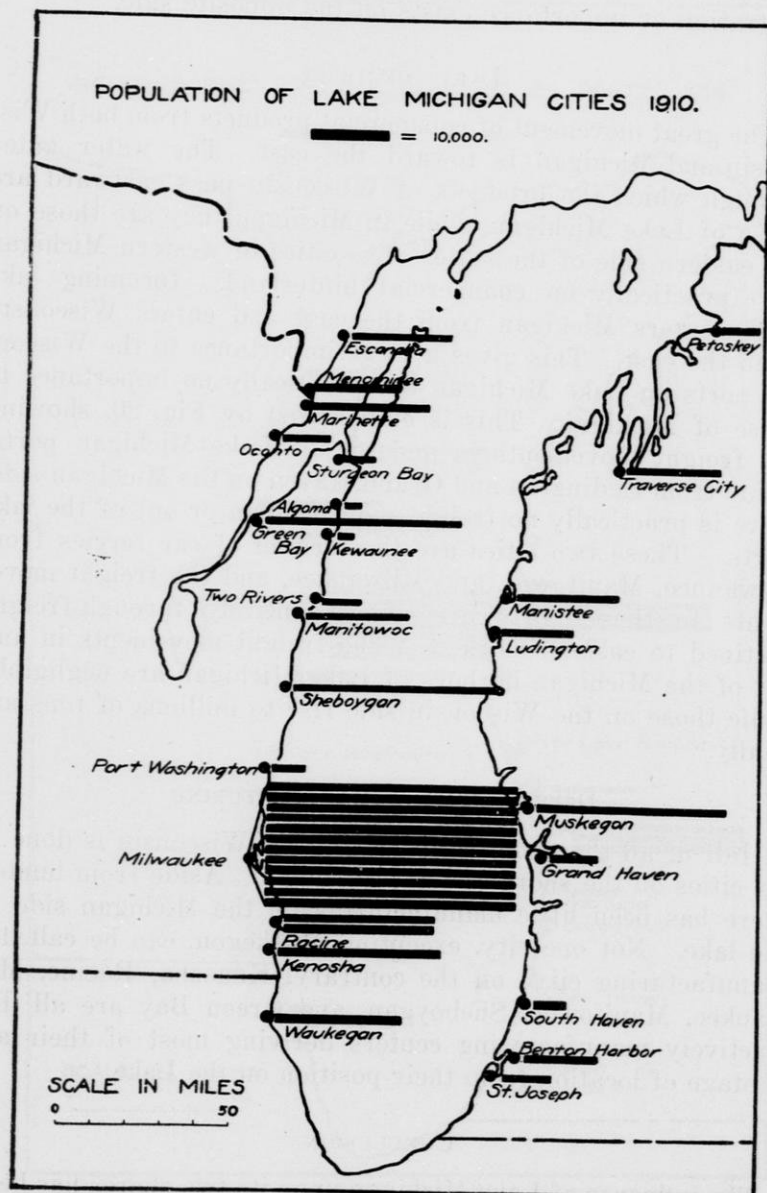 POPULATION OF LAKE MICHIGAN CITIES 1910.
= 10,000.
Escanaba
Petoskey
Menominee
Marinette
Oconto
Sturgeon Bay
Traverse City
Algoma
Green
Bay
Kewaunee
Two Rivers
Manistee
Manitowoc
Ludington
Sheboygan
Port Washington
Muskegon
Milwaukee
Grand Haven
Racine
Kenosha
South Haven
Waukegan
Benton Harbor
St. Joseph
SCALE IN MILES
0 50